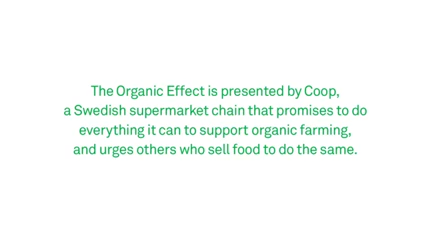 The Organic Effect is presented by Coop,
a Swedish supermarket chain that promises to do
everything it can to support organic farming,
and urges others who sell food to do the same.